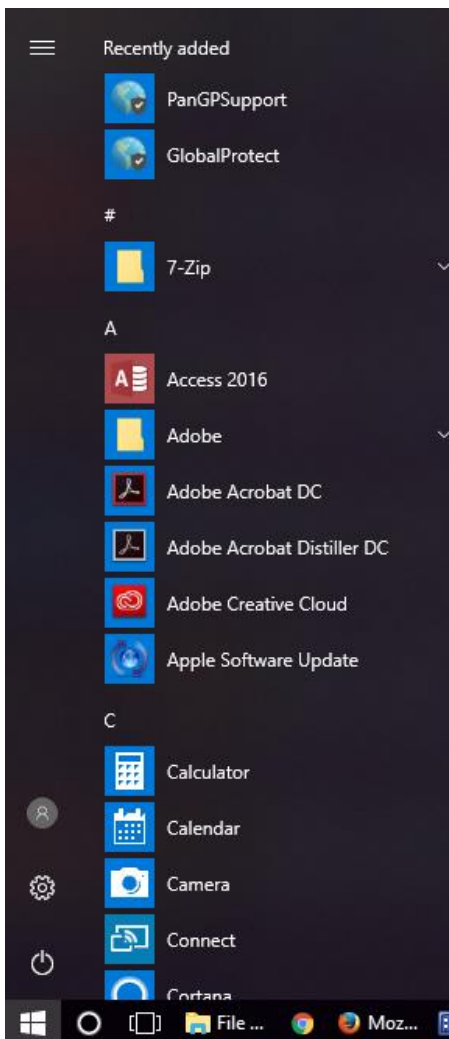 Recently added
PanGPSupport
GlobalProtect
#
7-Zip
A
Access 2016
Adobe
Adobe Acrobat DC
Adobe Acrobat Distiller DC
Adobe Creative Cloud
Apple Software Update
C
Calculator
Calendar
Camera
Connect
Cortana
File ... Moz...